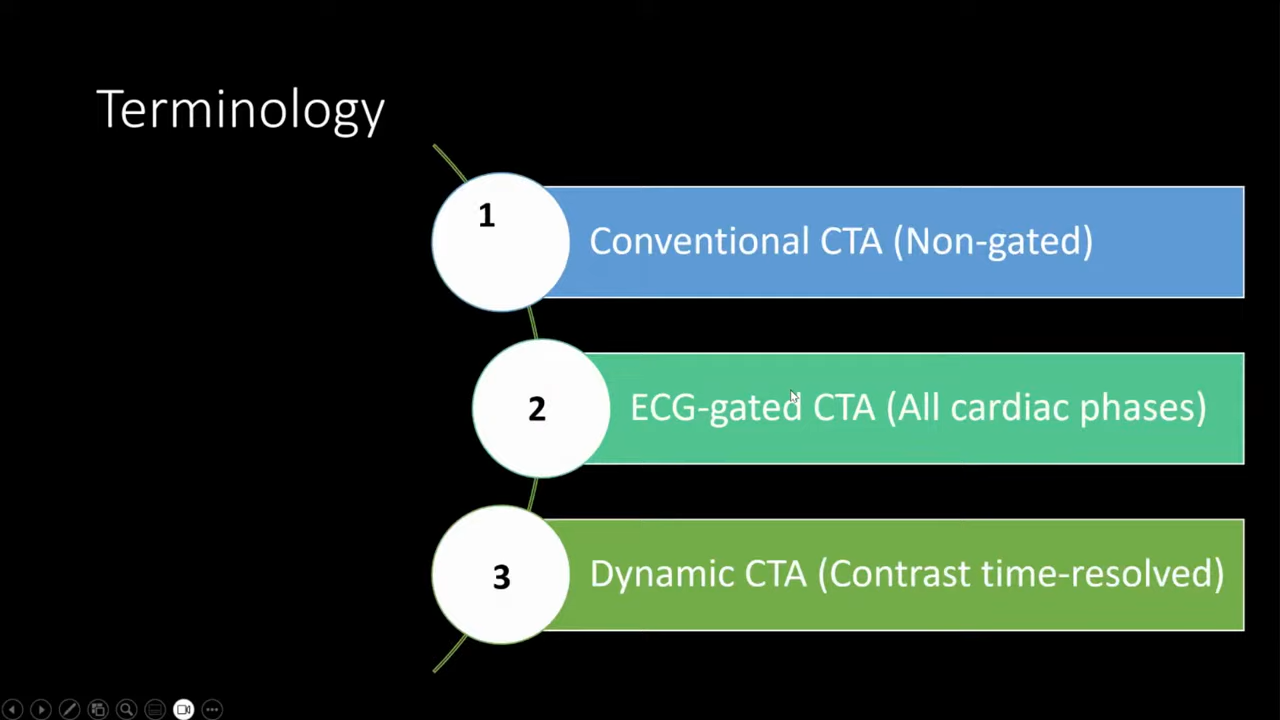 Terminology
1
Conventional CTA (Non-gated)
2
ECG-gated CTA (All cardiac phases)
3
Dynamic CTA (Contrast time-resolved)